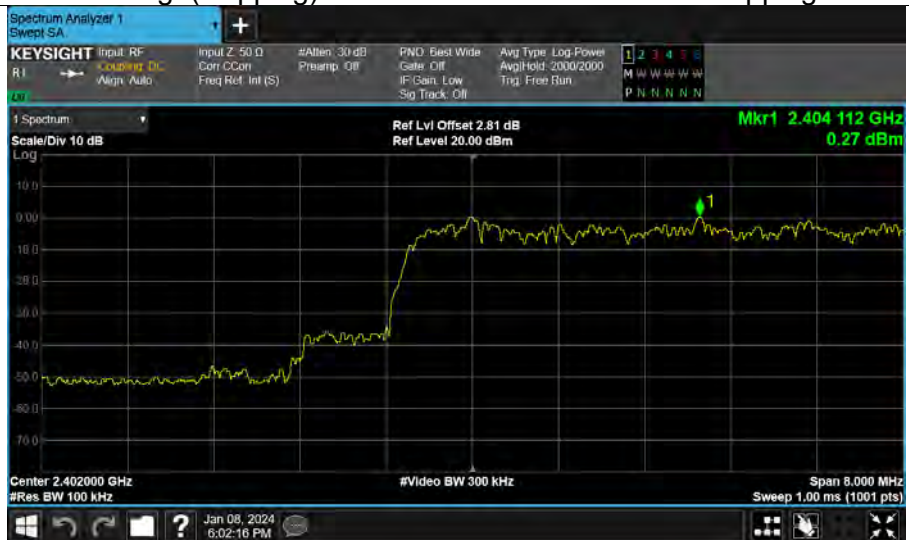 Spectrum Analyzer 1
Swept SA
+
KEYSIGHT Input: RF
Coupling: DC
Align: Auto
Input Z: 50 Ω
Corr CCorr
Freq Ref: Int (S)
#Atten: 30 dB
Preamp: Off
PNO: Best Wide
Gate: Off
IF Gain: Low
Sig Track: Off
Avg Type: Log-Power
Avg|Hold: 2000/2000
Trig: Free Run
1 2 3 4 5 6
M W W W W W
P N N N N N
1 Spectrum
Scale/Div 10 dB
Log
Ref Lvl Offset 2.81 dB
Ref Level 20.00 dBm
Mkr1 2.404 112 GHz
0.27 dBm
10.0
0.00
1
-10.0
-20.0
-30.0
-40.0
-50.0
-60.0
-70.0
Center 2.402000 GHz
#Res BW 100 kHz
#Video BW 300 kHz
Span 8.000 MHz
Sweep 1.00 ms (1001 pts)
?
Jan 08, 2024
6:02:16 PM